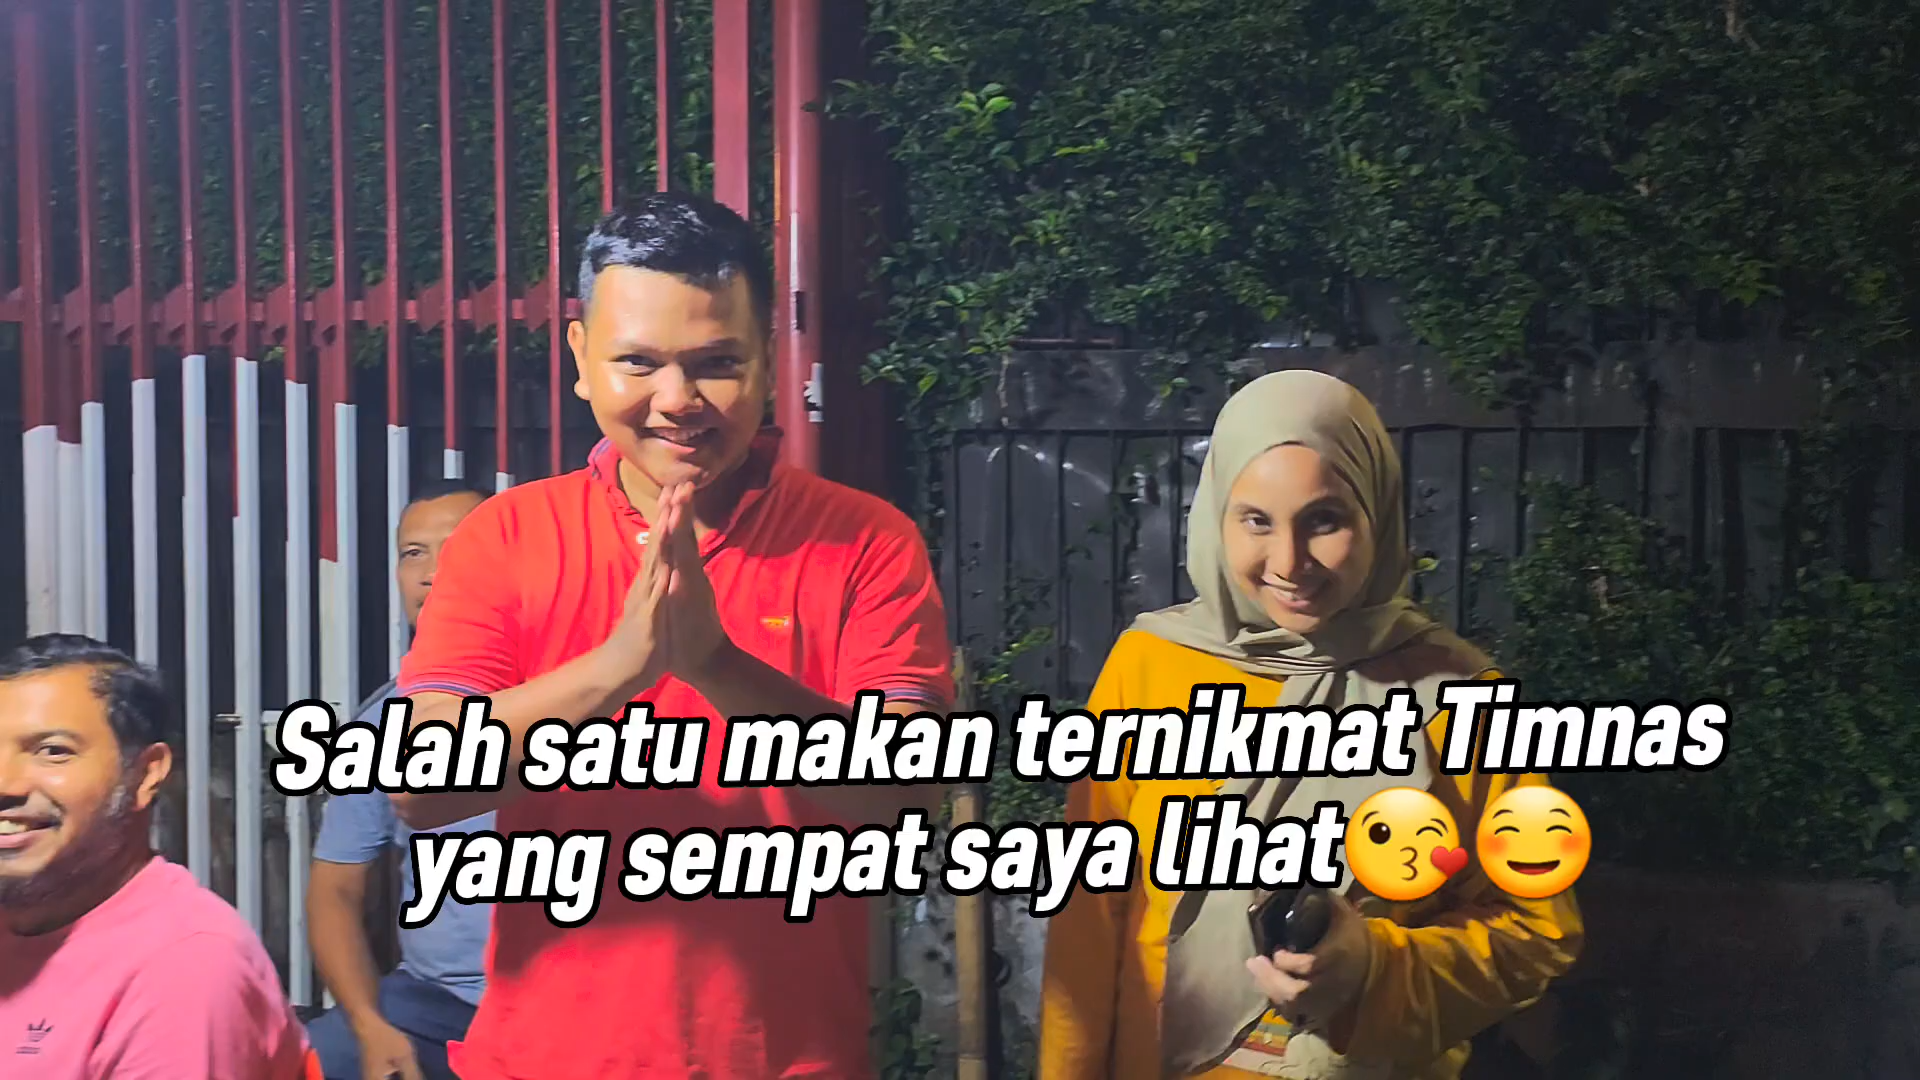 Salah satu makan ternikmat Timnas
yang sempat saya lihat😘☺️